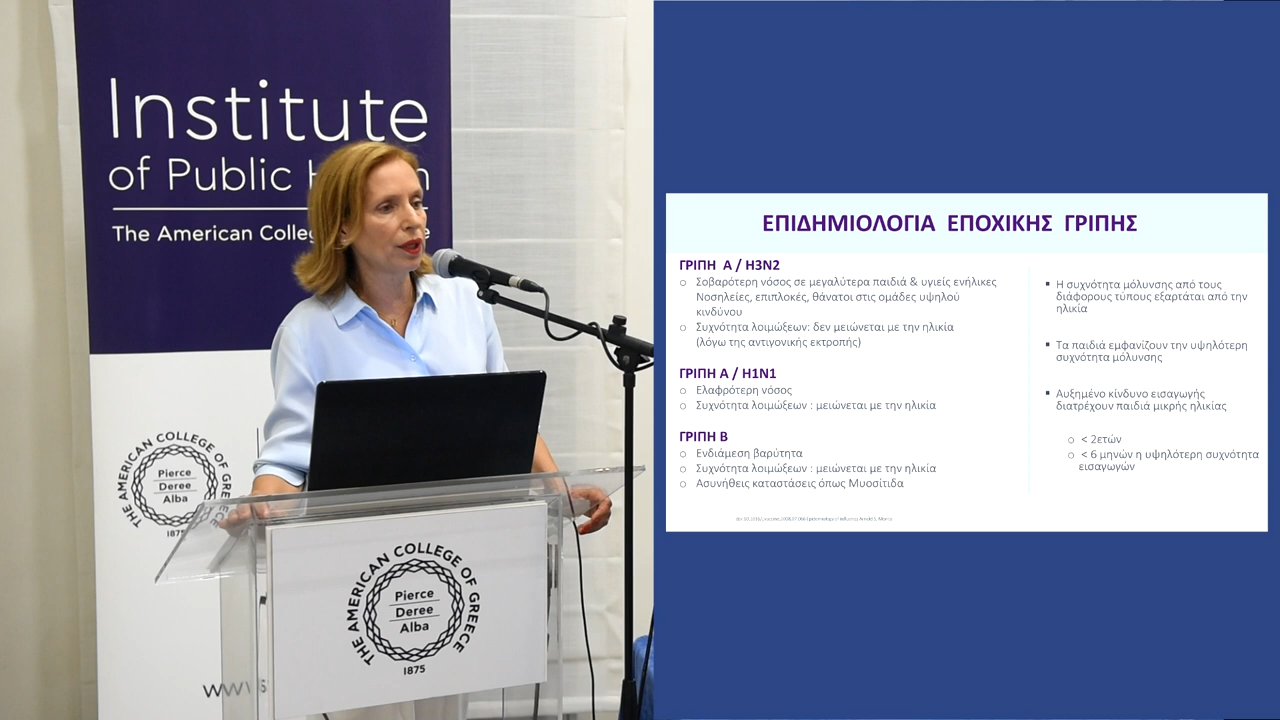 Institute
of Public
The American
THE AMERICAN COLLEGE OF GREECE
Pierce
Deree
Alba
1875
THE AMERICAN COLLEGE OF GREECE
Pierce
Deree
Alba
1875
ΕΠΙΔΗΜΙΟΛΟΓΙΑ ΕΠΟΧΙΚΗΣ ΓΡΙΠΗΣ
ΓΡΙΠΗ Α / Η3Ν2
o Σοβαρότερη νόσος σε μεγαλύτερα παιδιά & υγιείς ενήλικες
Νοσηλείες, επιπλοκές, θάνατοι στις ομάδες υψηλού
κινδύνου
o Συχνότητα λοιμώξεων: δεν μειώνεται με την ηλικία
(λόγω της αντιγονικής εκτροπής)
ΓΡΙΠΗ Α / Η1Ν1
o Ελαφρότερη νόσος
o Συχνότητα λοιμώξεων : μειώνεται με την ηλικία
ΓΡΙΠΗ Β
o Ενδιάμεση βαρύτητα
o Συχνότητα λοιμώξεων : μειώνεται με την ηλικία
o Ασυνήθεις καταστάσεις όπως Μυοσίτιδα
▪ Η συχνότητα μόλυνσης από τους
διάφορους τύπους εξαρτάται από την
ηλικία
▪ Τα παιδιά εμφανίζουν την υψηλότερη
συχνότητα μόλυνσης
▪ Αυξημένο κίνδυνο εισαγωγής
διατρέχουν παιδιά μικρής ηλικίας
o < 2ετών
o < 6 μηνών η υψηλότερη συχνότητα
εισαγωγών